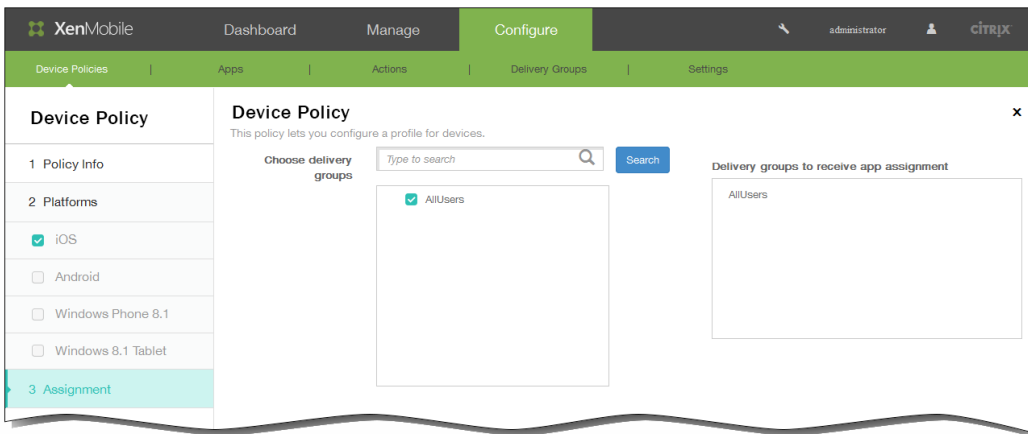 XenMobile Dashboard Manage Configure administrator CITRIX
Device Policies | Apps | Actions | Delivery Groups | Settings
Device Policy
1 Policy Info
2 Platforms
iOS
Android
Windows Phone 8.1
Windows 8.1 Tablet
3 Assignment
Device Policy x
This policy lets you configure a profile for devices.
Choose delivery
groups
Type to search
Search
AllUsers
Delivery groups to receive app assignment
AllUsers